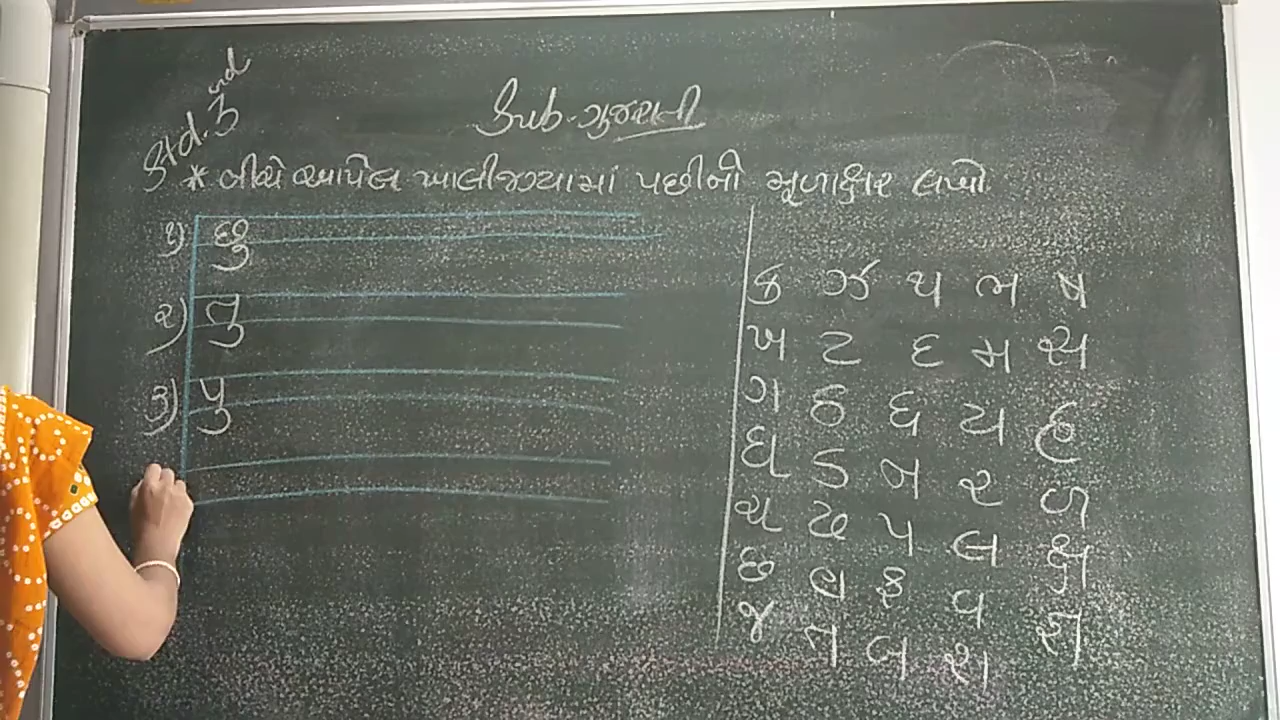 Std. 3rd
Sub-ગુજરાતી
* નીચે આપેલ ખાલીજગ્યામાં પછીનો મૂળાક્ષર લખો
૧) છુ
૨) તુ
૩) પુ
ક ઝ થ ભ ષ
ખ ટ દ મ સ
ગ ઠ ધ ય હ
ઘ ડ ન ર ળ
ચ ઢ પ લ ક્ષ
છ ણ ફ વ જ્ઞ
જ ત બ શ